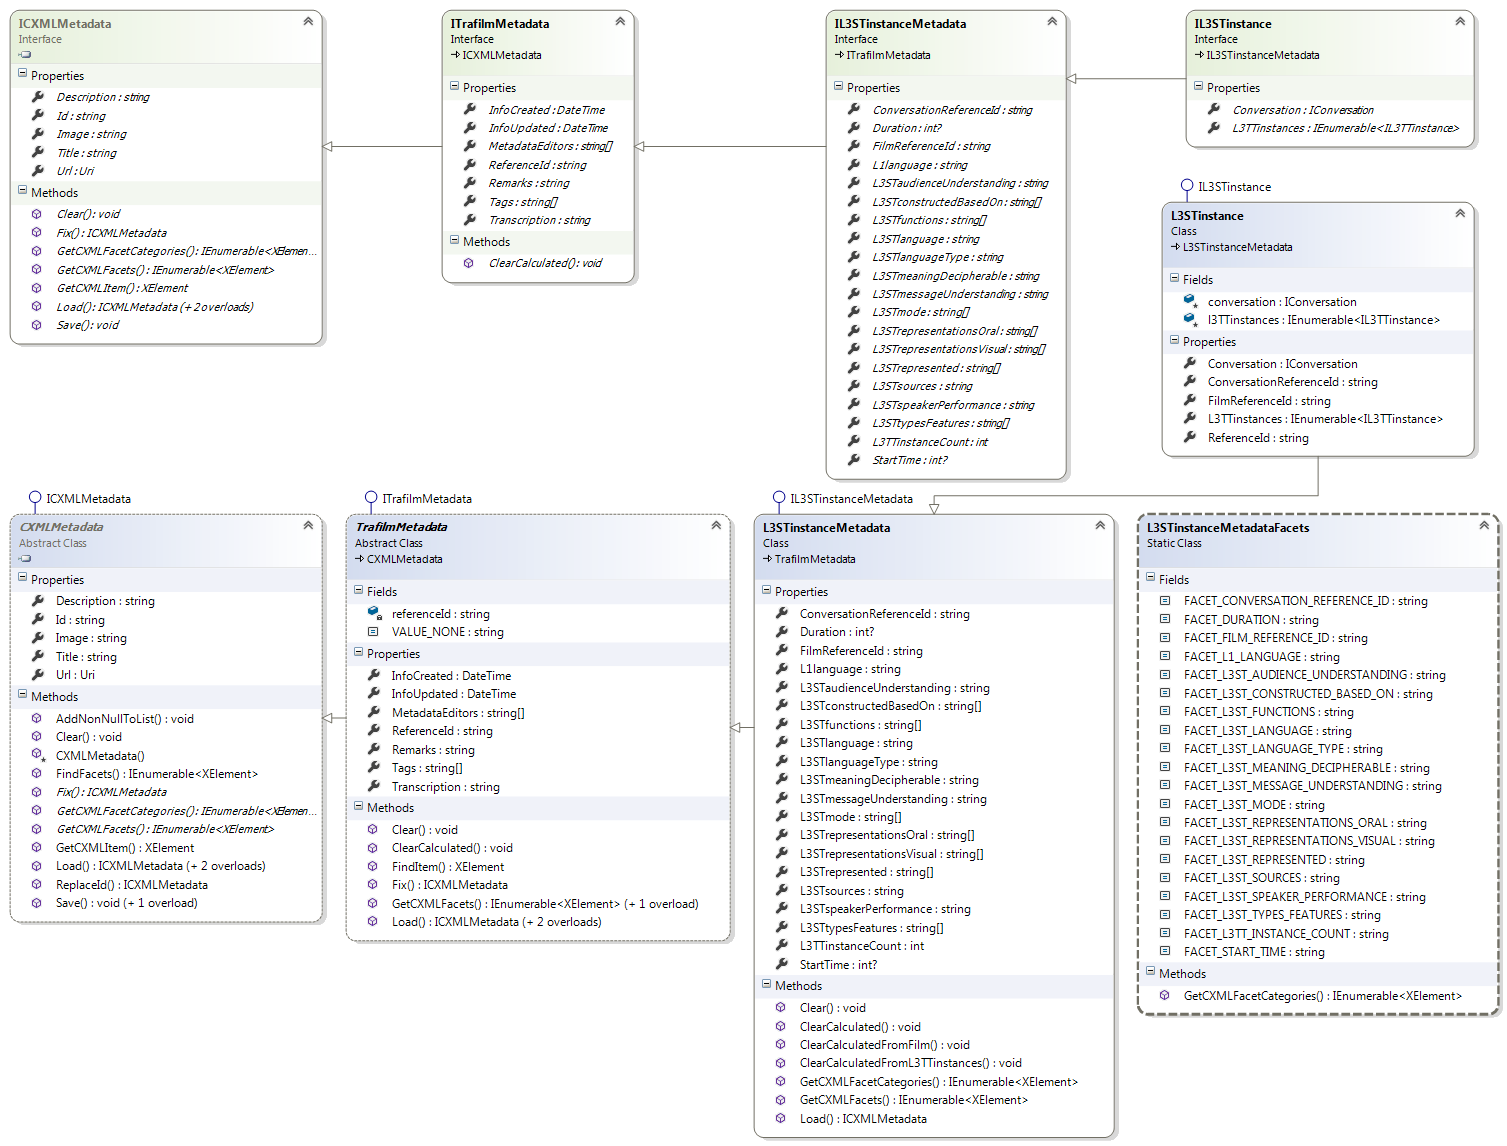 ICXMLMetadata
Interface
Properties
Description : string
Id : string
Image : string
Title : string
Url : Uri
Methods
Clear() : void
Fix() : ICXMLMetadata
GetCXMLFacetCategories() : IEnumerable<XElemen...
GetCXMLFacets() : IEnumerable<XElement>
GetCXMLItem() : XElement
Load() : ICXMLMetadata (+ 2 overloads)
Save() : void
ITrafilmMetadata
Interface
ICXMLMetadata
Properties
InfoCreated : DateTime
InfoUpdated : DateTime
MetadataEditors : string[]
ReferenceId : string
Remarks : string
Tags : string[]
Transcription : string
Methods
ClearCalculated() : void
IL3STinstanceMetadata
Interface
ITrafilmMetadata
Properties
ConversationReferenceId : string
Duration : int?
FilmReferenceId : string
L1language : string
L3STaudienceUnderstanding : string
L3STconstructedBasedOn : string[]
L3STfunctions : string[]
L3STlanguage : string
L3STlanguageType : string
L3STmeaningDecipherable : string
L3STmessageUnderstanding : string
L3STmode : string[]
L3STrepresentationsOral : string[]
L3STrepresentationsVisual : string[]
L3STrepresented : string[]
L3STsources : string
L3STspeakerPerformance : string
L3STtypesFeatures : string[]
L3TTinstanceCount : int
StartTime : int?
IL3STinstance
Interface
IL3STinstanceMetadata
Properties
Conversation : IConversation
L3TTinstances : IEnumerable<IL3TTinstance>
IL3STinstance
L3STinstance
Class
L3STinstanceMetadata
Fields
conversation : IConversation
l3TTinstances : IEnumerable<IL3TTinstance>
Properties
Conversation : IConversation
ConversationReferenceId : string
FilmReferenceId : string
L3TTinstances : IEnumerable<IL3TTinstance>
ReferenceId : string
ICXMLMetadata
CXMLMetadata
Abstract Class
Properties
Description : string
Id : string
Image : string
Title : string
Url : Uri
Methods
AddNonNullToList() : void
Clear() : void
CXMLMetadata()
FindFacets() : IEnumerable<XElement>
Fix() : ICXMLMetadata
GetCXMLFacetCategories() : IEnumerable<XElemen...
GetCXMLFacets() : IEnumerable<XElement>
GetCXMLItem() : XElement
Load() : ICXMLMetadata (+ 2 overloads)
ReplaceId() : ICXMLMetadata
Save() : void (+ 1 overload)
ITrafilmMetadata
TrafilmMetadata
Abstract Class
CXMLMetadata
Fields
referenceId : string
VALUE_NONE : string
Properties
InfoCreated : DateTime
InfoUpdated : DateTime
MetadataEditors : string[]
ReferenceId : string
Remarks : string
Tags : string[]
Transcription : string
Methods
Clear() : void
ClearCalculated() : void
FindItem() : XElement
Fix() : ICXMLMetadata
GetCXMLFacets() : IEnumerable<XElement> (+ 1 overload)
Load() : ICXMLMetadata (+ 2 overloads)
IL3STinstanceMetadata
L3STinstanceMetadata
Class
TrafilmMetadata
Properties
ConversationReferenceId : string
Duration : int?
FilmReferenceId : string
L1language : string
L3STaudienceUnderstanding : string
L3STconstructedBasedOn : string[]
L3STfunctions : string[]
L3STlanguage : string
L3STlanguageType : string
L3STmeaningDecipherable : string
L3STmessageUnderstanding : string
L3STmode : string[]
L3STrepresentationsOral : string[]
L3STrepresentationsVisual : string[]
L3STrepresented : string[]
L3STsources : string
L3STspeakerPerformance : string
L3STtypesFeatures : string[]
L3TTinstanceCount : int
StartTime : int?
Methods
Clear() : void
ClearCalculated() : void
ClearCalculatedFromFilm() : void
ClearCalculatedFromL3TTinstances() : void
GetCXMLFacetCategories() : IEnumerable<XElement>
GetCXMLFacets() : IEnumerable<XElement>
Load() : ICXMLMetadata
L3STinstanceMetadataFacets
Static Class
Fields
FACET_CONVERSATION_REFERENCE_ID : string
FACET_DURATION : string
FACET_FILM_REFERENCE_ID : string
FACET_L1_LANGUAGE : string
FACET_L3ST_AUDIENCE_UNDERSTANDING : string
FACET_L3ST_CONSTRUCTED_BASED_ON : string
FACET_L3ST_FUNCTIONS : string
FACET_L3ST_LANGUAGE : string
FACET_L3ST_LANGUAGE_TYPE : string
FACET_L3ST_MEANING_DECIPHERABLE : string
FACET_L3ST_MESSAGE_UNDERSTANDING : string
FACET_L3ST_MODE : string
FACET_L3ST_REPRESENTATIONS_ORAL : string
FACET_L3ST_REPRESENTATIONS_VISUAL : string
FACET_L3ST_REPRESENTED : string
FACET_L3ST_SOURCES : string
FACET_L3ST_SPEAKER_PERFORMANCE : string
FACET_L3ST_TYPES_FEATURES : string
FACET_L3TT_INSTANCE_COUNT : string
FACET_START_TIME : string
Methods
GetCXMLFacetCategories() : IEnumerable<XElement>